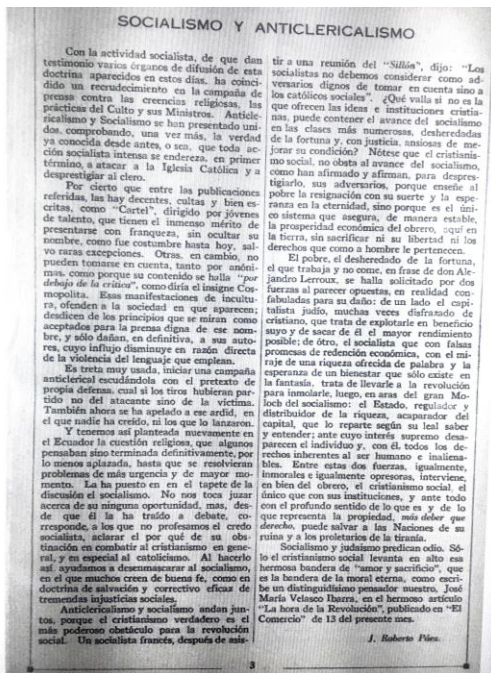 SOCIALISMO Y ANTICLERICALISMO
Con la actividad socialista, de que dan
testimonio varios órganos de difusión de esta
doctrina aparecidos en estos días, ha coinci-
dido un recrudecimiento en la campaña de
prensa contra las creencias religiosas, las
prácticas del Culto y sus Ministros. Anticle-
ricalismo y Socialismo se han presentado uni-
dos, comprobando, una vez más, la verdad
ya conocida desde antes, o sea, que toda ac-
ción socialista intensa se endereza, en primer
término, a atacar a la Iglesia Católica y a
desprestigiar al clero.
Por cierto que entre las publicaciones
referidas, las hay decentes, cultas y bien es-
critas, como "Cartel", dirigido por jóvenes
de talento, que tienen el inmenso mérito de
presentarse con franqueza, sin ocultar su
nombre, como fue costumbre hasta hoy, sal-
vo raras excepciones. Otras, en cambio, no
pueden tomarse en cuenta, tanto por anóni-
mas, como porque su contenido se halla "por
debajo de la crítica", como diría el insigne Cos-
mopolita. Esas manifestaciones de incultu-
ra, ofenden a la sociedad en que aparecen;
desdicen de los principios que se miran como
aceptados para la prensa digna de ese nom-
bre, y sólo dañan, en definitiva, a sus auto-
res, cuyo influjo disminuye en razón directa
de la violencia del lenguaje que emplean.
Es treta muy usada, iniciar una campaña
anticlerical escudándola con el pretexto de
propia defensa, cual si los tiros hubieran par-
tido no del atacante sino de la víctima.
También ahora se ha apelado a ese ardid, en
el que nadie ha creído, ni los que lo lanzaron.
Y tenemos así planteada nuevamente en
el Ecuador la cuestión religiosa, que algunos
pensaban sino terminada definitivamente, por
lo menos aplazada, hasta que se resolvieran
problemas de más urgencia y de mayor mo-
mento. La ha puesto en en el tapete de la
discusión el socialismo. No nos toca juzgar
acerca de su ninguna oportunidad, mas, des-
de que él la ha traído a debate, co-
rresponde, a los que no profesamos el credo
socialista, aclarar el por qué de su obs-
tinación en combatir al cristianismo en gene-
ral, y en especial al catolicismo. Al hacerlo
así ayudamos a desenmascarar al socialismo,
en el que muchos creen de buena fe, como en
doctrina de salvación y correctivo eficaz de
tremendas injusticias sociales.
Anticlericalismo y socialismo andan jun-
tos, porque el cristianismo verdadero es el
más poderoso obstáculo para la revolución
social. Un socialista francés, después de asis-
tir a una reunión del "Sillón", dijo: "Los
socialistas no debemos considerar como ad-
versarios dignos de tomar en cuenta sino a
los católicos sociales". ¿Qué valla si no es la
que ofrecen las ideas e instituciones cristia-
nas, puede contener el avance del socialismo
en las clases más numerosas, desheredadas
de la fortuna, y con justicia, ansiosas de me-
jorar su condición? Nótese que el cristianis-
mo social, no obsta al avance del socialismo,
como han afirmado y afirman, para despres-
tigiarlo, sus adversarios, porque enseñe al
pobre la resignación con su suerte y la espe-
ranza en la eternidad, sino porque es el úni-
co sistema que asegura, de manera estable,
la prosperidad económica del obrero, aquí en
la tierra, sin sacrificar ni su libertad ni los
derechos que como a hombre le pertenecen.
El pobre, el desheredado de la fortuna,
el que trabaja y no come, en frase de don Ale-
jandro Lerroux, se halla solicitado por dos
fuerzas al parecer opuestas, en realidad con-
fabuladas para su daño: de un lado el capi-
talista judío, muchas veces disfrazado de
cristiano, que trata de explotarle en beneficio
suyo y de sacar de él el mayor rendimiento
posible; de ótro, el socialista que con falsas
promesas de redención económica, con el mi-
raje de una riqueza ofrecida de palabra y la
esperanza de un bienestar que sólo existe en
la fantasía, trata de llevarle a la revolución
para inmolarle, luego, en aras del gran Mo-
loch del socialismo: el Estado, regulador y
distribuidor de la riqueza, acaparador del
capital, que lo reparte según su leal saber
y entender; ante cuyo interés supremo desa-
parecen el individuo y, con él, todos los de-
rechos inherentes al ser humano e inaliena-
bles. Entre estas dos fuerzas, igualmente,
inmorales e igualmente opresoras, interviene,
en bien del obrero, el cristianismo social, el
único que con sus instituciones, y ante todo
con el profundo sentido de lo que es y de lo
que representa la propiedad, más deber que
derecho, puede salvar a las Naciones de su
ruina y a los proletarios de la tiranía.
Socialismo y judaísmo predican odio. Só-
lo el cristianismo social levanta en alto esa
hermosa bandera de "amor y sacrificio", que
es la bandera de la moral eterna, como escri-
be un distinguidísimo pensador nuestro, José
María Velasco Ibarra, en el hermoso artículo
"La hora de la Revolución", publicado en "El
Comercio" de 13 del presente mes.
J. Roberto Páez.
3